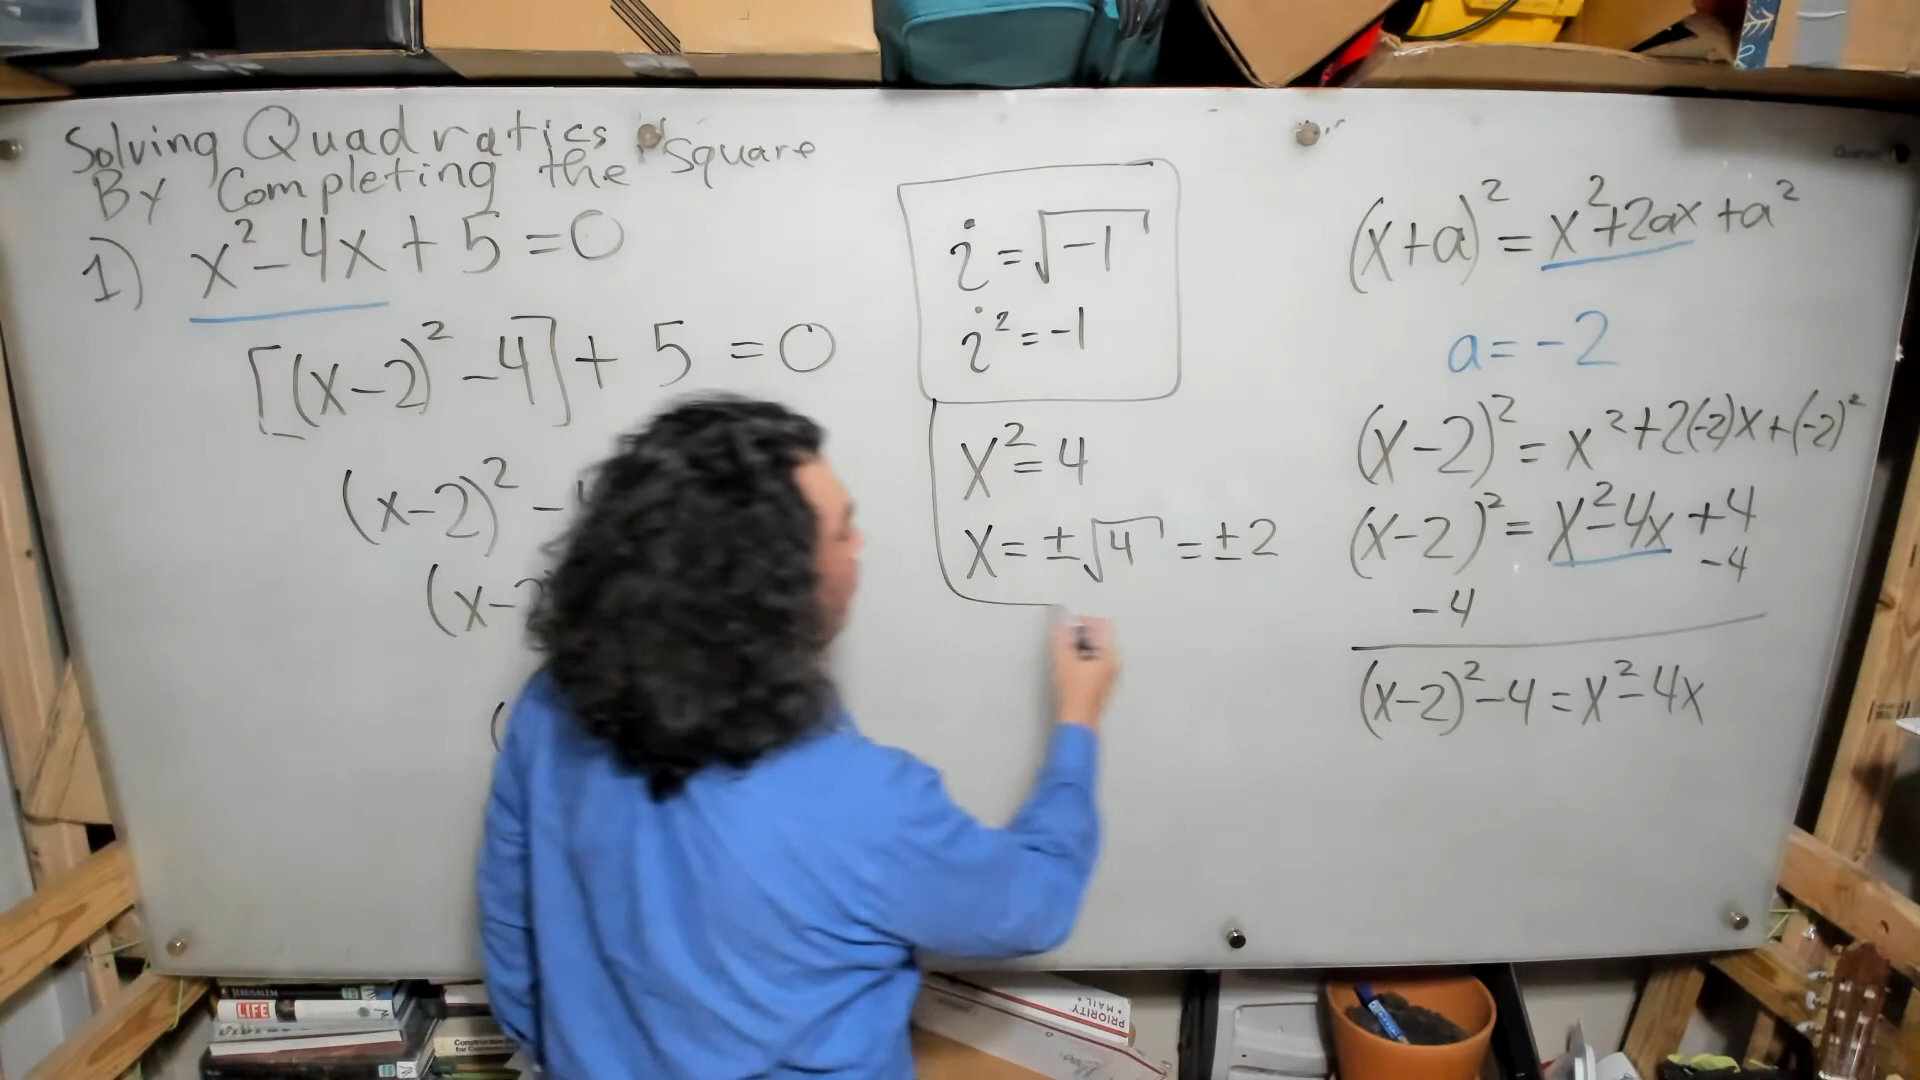 Solving Quadratics
By Completing the Square
1) x² - 4x + 5 = 0
[(x-2)² - 4] + 5 = 0
(x-2)² -
(x-
(
i = √-1
i² = -1
x² = 4
x = ±√4 = ±2
(x+a)² = x² + 2ax + a²
a = -2
(x-2)² = x² + 2(-2)x + (-2)²
(x-2)² = x² - 4x + 4
-4
-4
(x-2)² - 4 = x² - 4x
JERUSALEM
LIFE
Construction
PRIORITY
MAIL